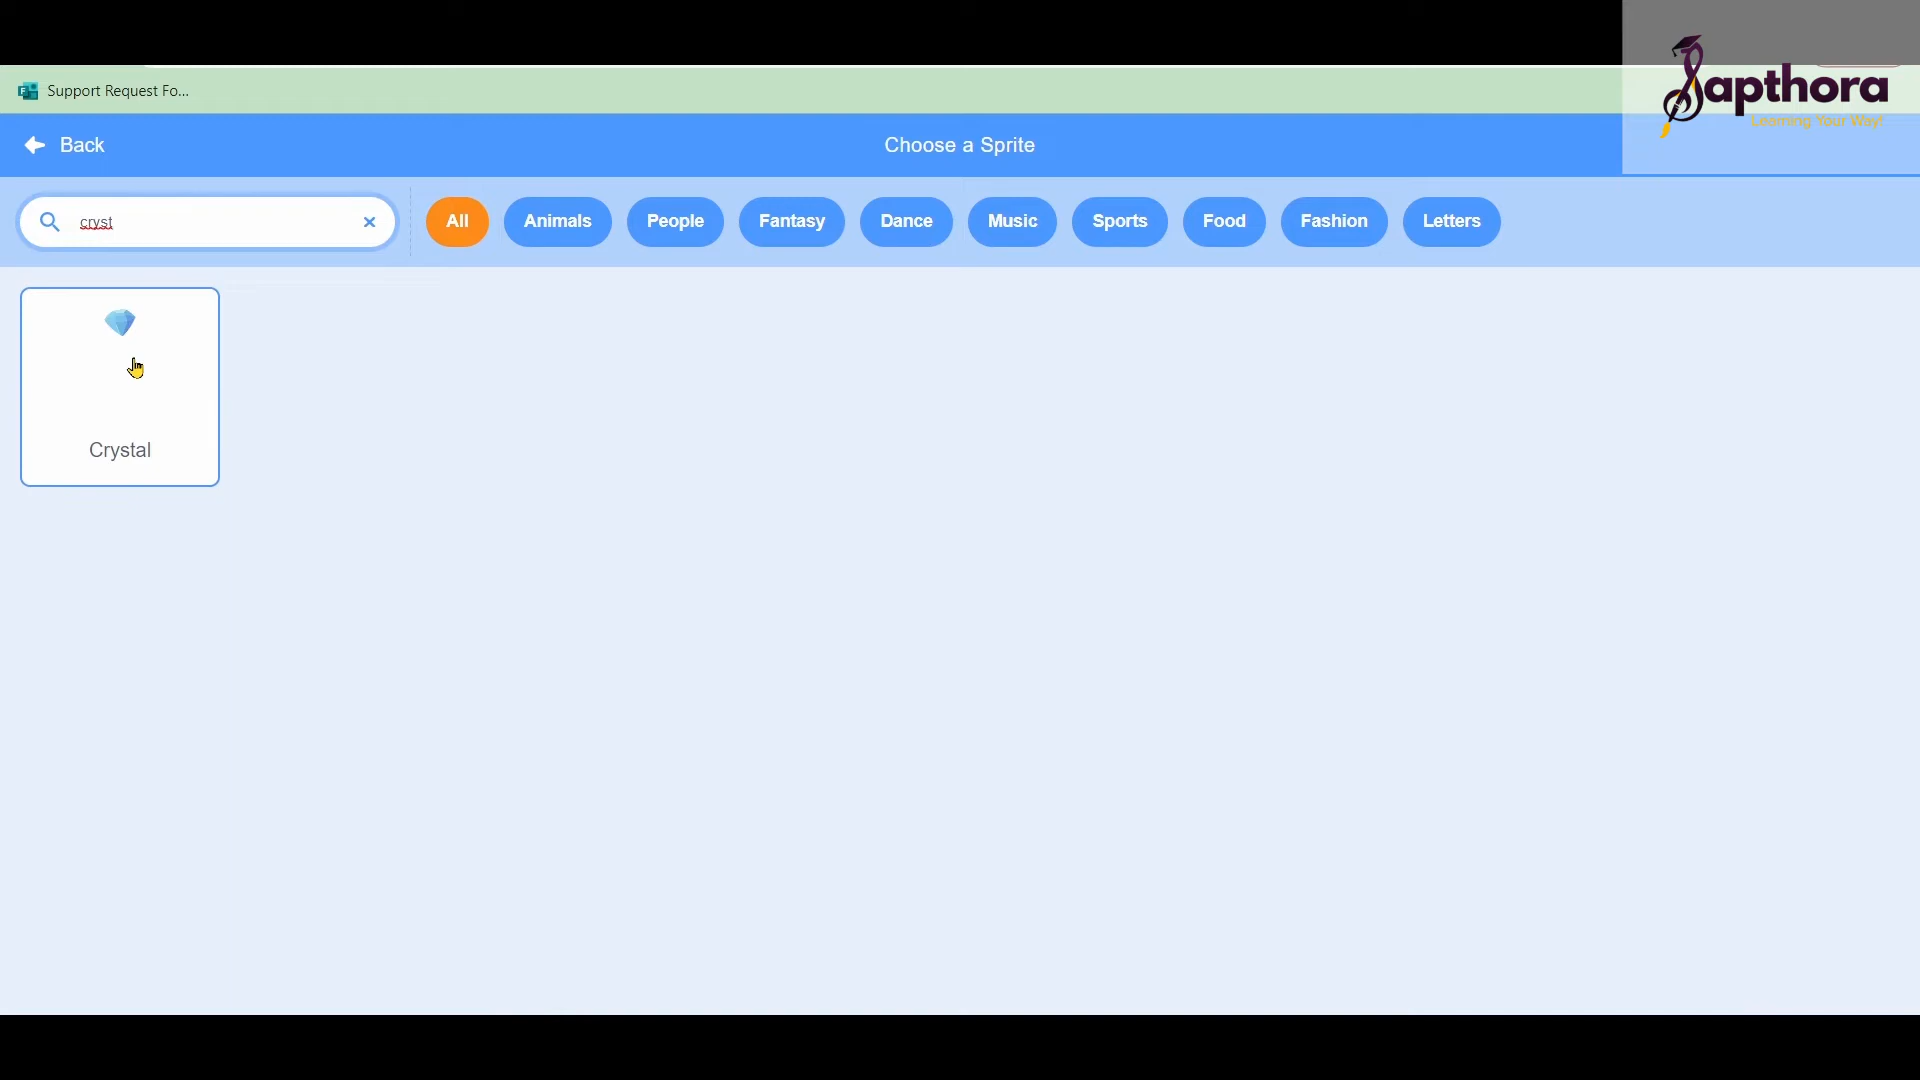 Support Request Fo...
Sapthora
Learning Your Way!
Back
Choose a Sprite
cryst
All
Animals
People
Fantasy
Dance
Music
Sports
Food
Fashion
Letters
Crystal